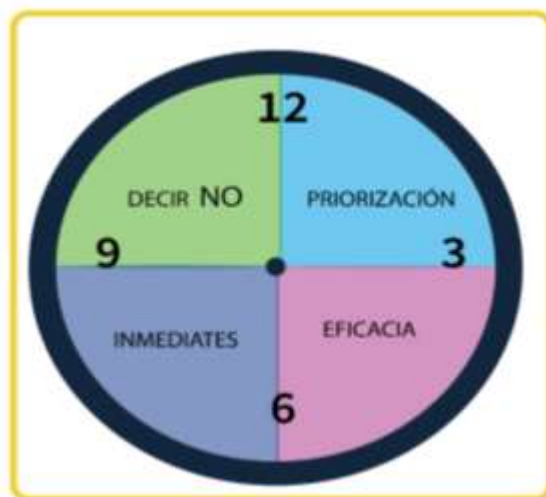 12
DECIR NO
PRIORIZACIÓN
9
3
INMEDIATES
EFICACIA
6